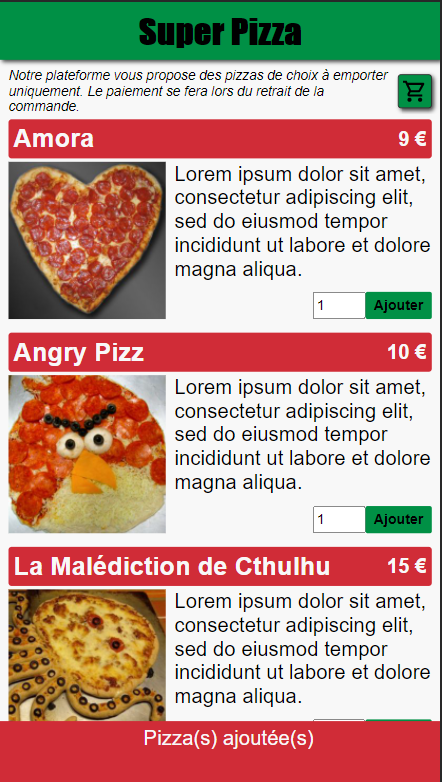 Super Pizza
Notre plateforme vous propose des pizzas de choix à emporter
uniquement. Le paiement se fera lors du retrait de la
commande.
Amora 9 €
Lorem ipsum dolor sit amet,
consectetur adipiscing elit,
sed do eiusmod tempor
incididunt ut labore et dolore
magna aliqua.
1 Ajouter
Angry Pizz 10 €
Lorem ipsum dolor sit amet,
consectetur adipiscing elit,
sed do eiusmod tempor
incididunt ut labore et dolore
magna aliqua.
1 Ajouter
La Malédiction de Cthulhu 15 €
Lorem ipsum dolor sit amet,
consectetur adipiscing elit,
sed do eiusmod tempor
incididunt ut labore et dolore
magna aliqua.
Pizza(s) ajoutée(s)